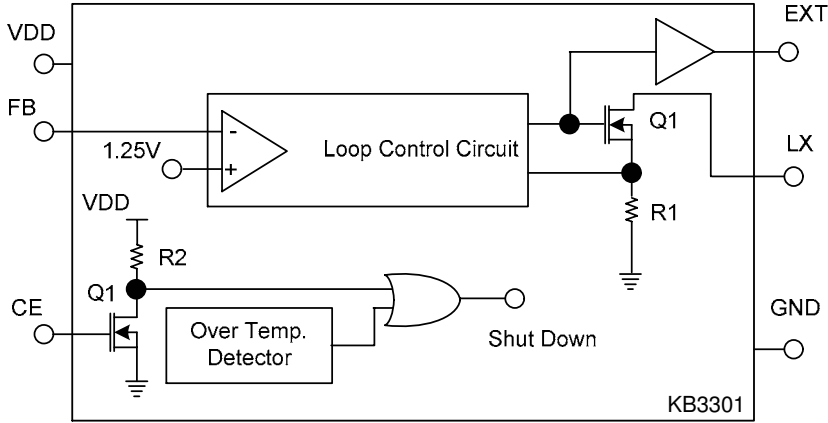 EXT
VDD
FB
Q1
1.25V
-
+
Loop Control Circuit
LX
VDD
R1
R2
Q1
CE
GND
Over Temp.
Detector
Shut Down
KB3301